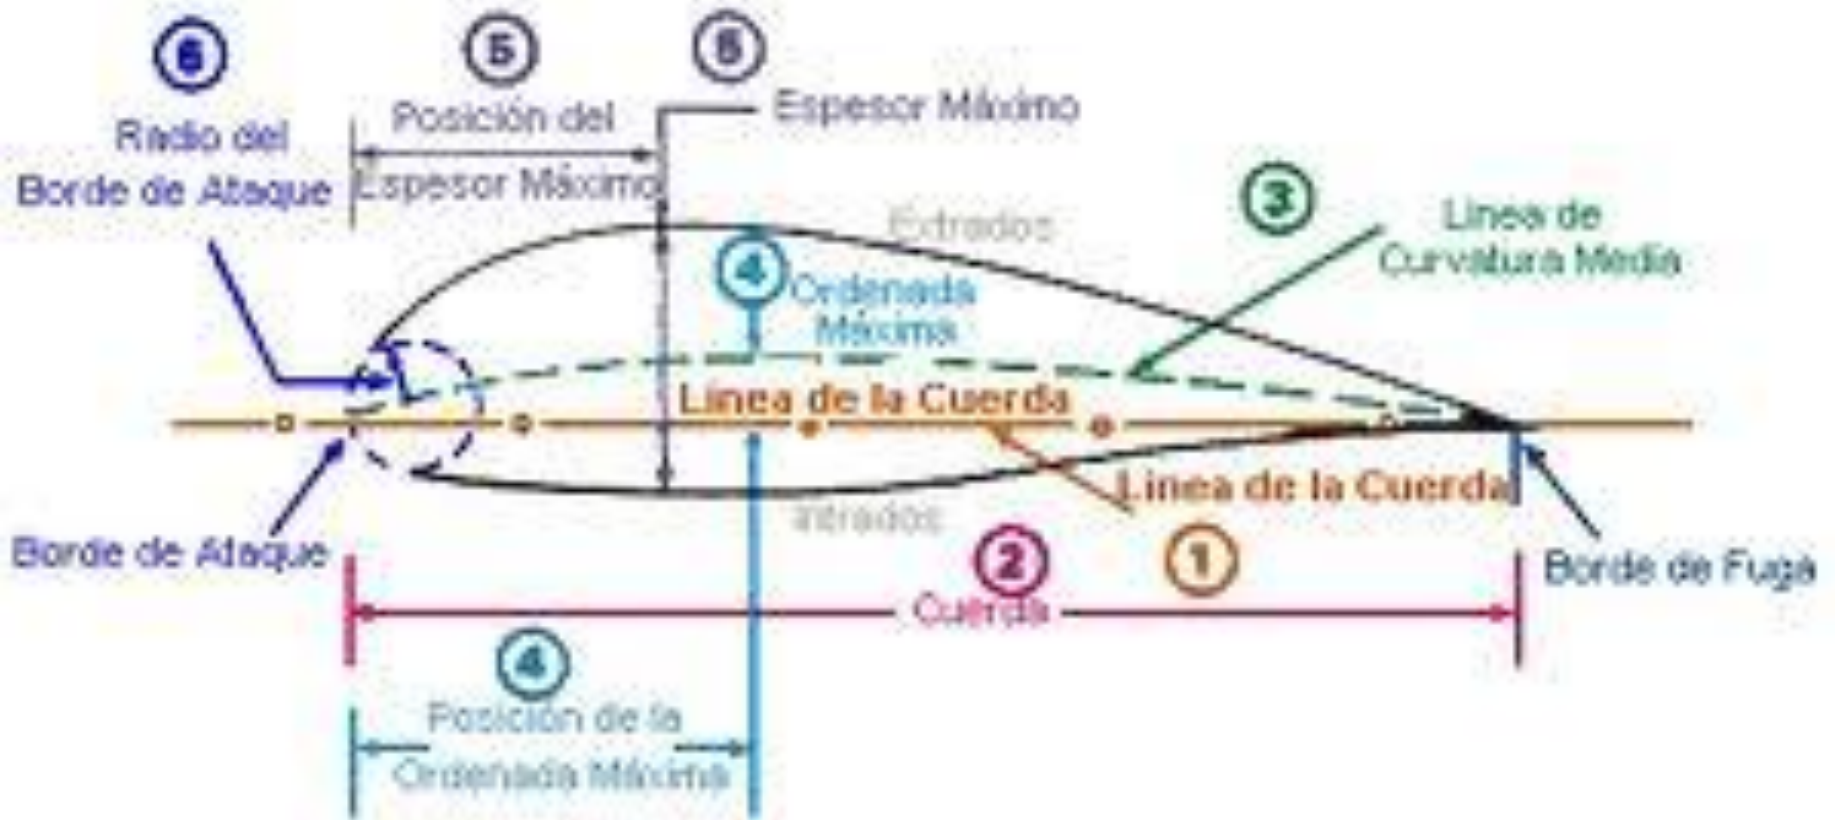 6
5
5
Radio del
Borde de Ataque
Posición del
Espesor Máximo
Espesor Máximo
Extrados
3
Linea de
Curvatura Media
4
Ordenada
Máxima
Linea de la Cuerda
Linea de la Cuerda
Intrados
Borde de Ataque
2
1
Borde de Fuga
Cuerda
4
Posición de la
Ordenada Máxima